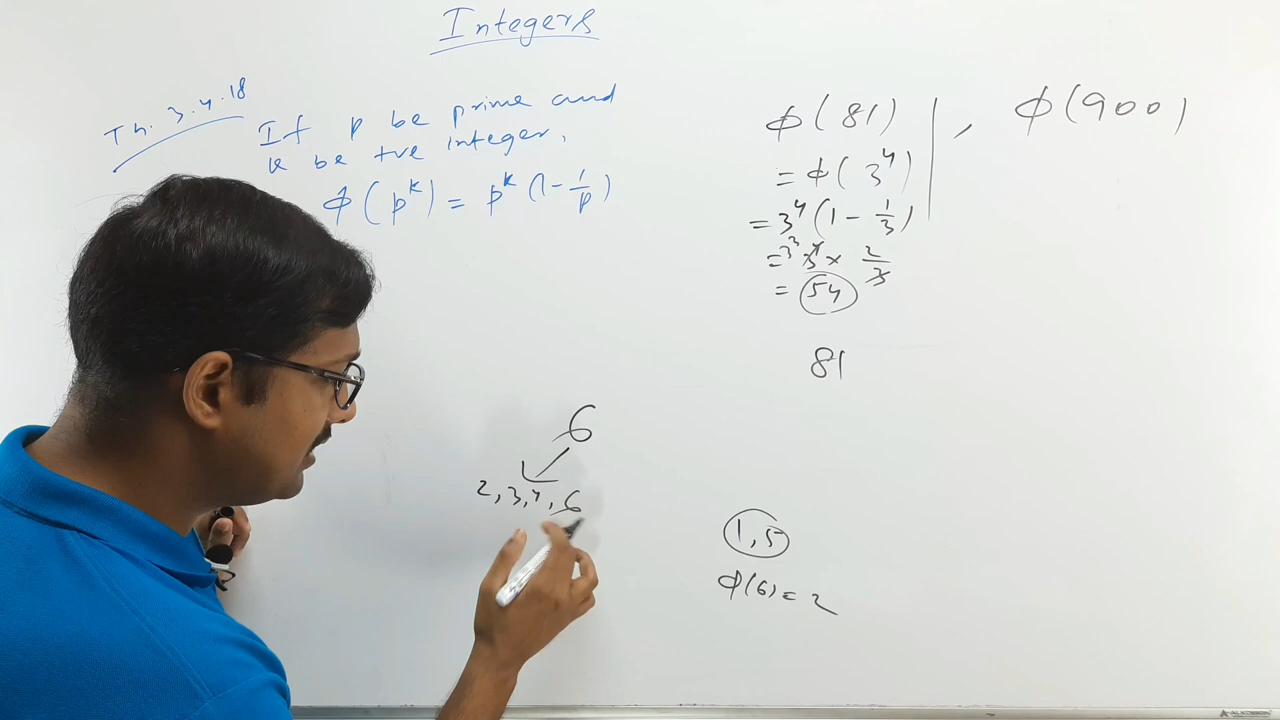 Integers
Th. 3.4.18
If p be prime and
k be +ve integer,
ϕ(p^k) = p^k (1 - 1/p)
ϕ(81)
= ϕ(3^4)
= 3^4 (1 - 1/3)
= 3^3 3^4 × 2/3
= 54
81
, ϕ(900)
6
2, 3, 4, 6
1, 5
ϕ(6) = 2